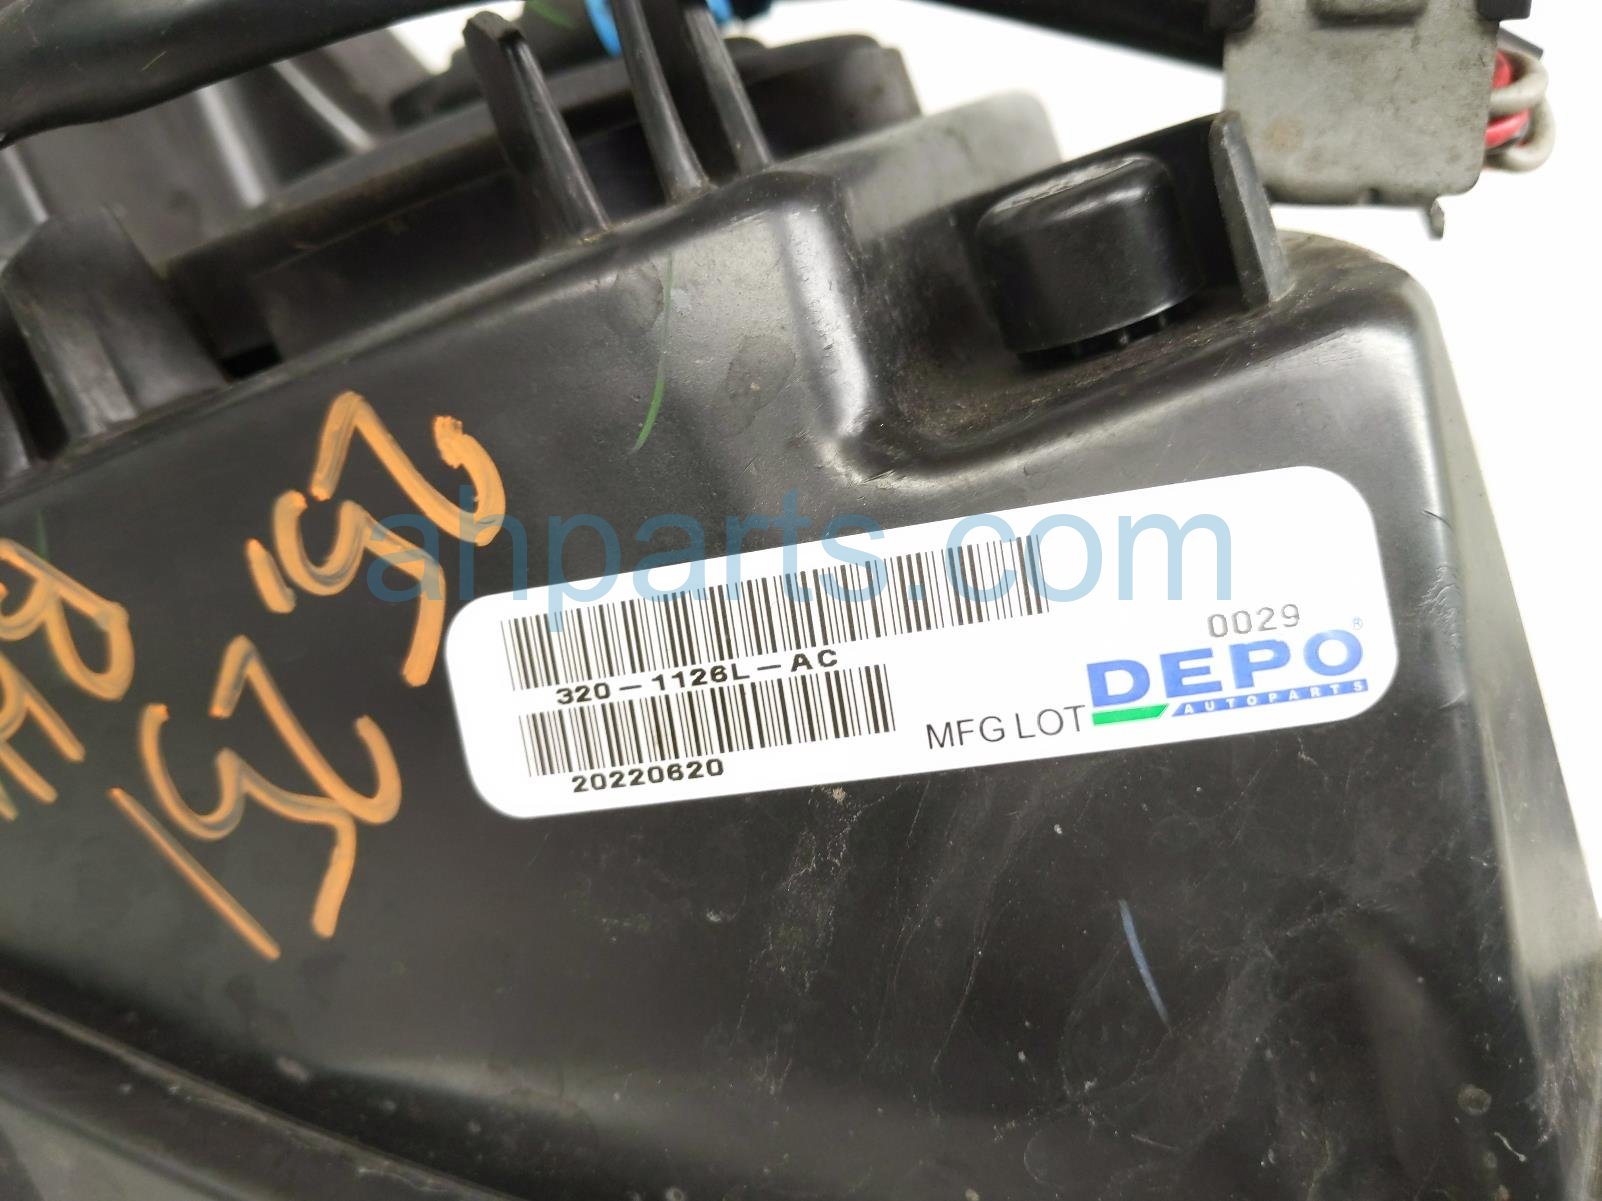 ahparts.com
0029
320-1126L-AC
DEPO®
AUTOPARTS
MFG LOT
20220620